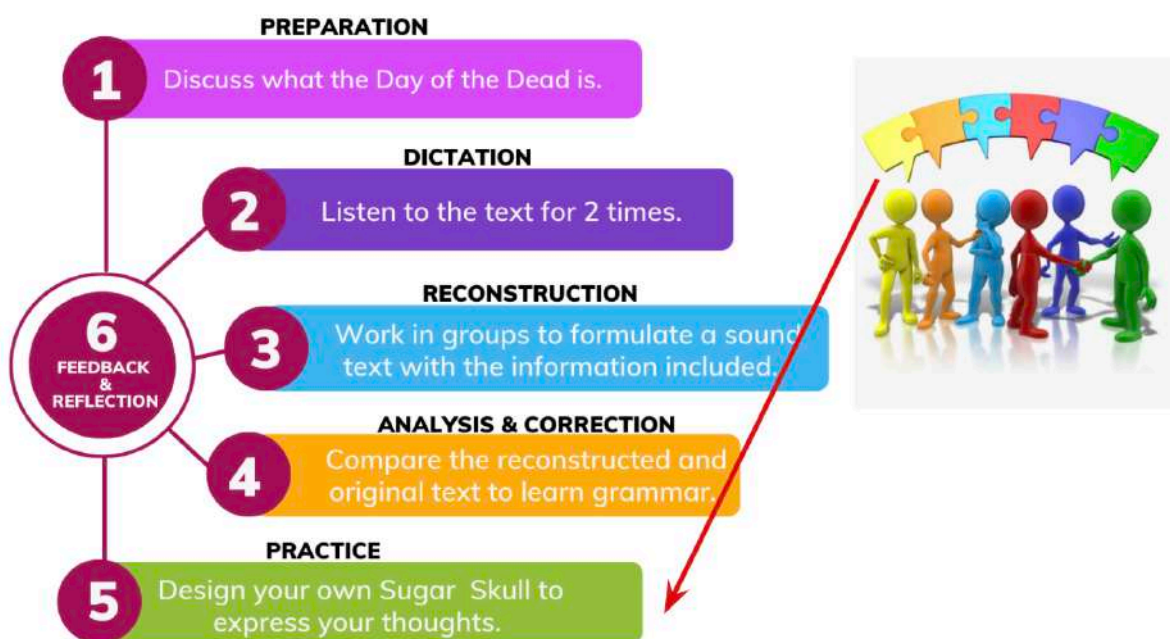 PREPARATION
1
Discuss what the Day of the Dead is.
DICTATION
2
Listen to the text for 2 times.
RECONSTRUCTION
3
Work in groups to formulate a sound
text with the information included.
ANALYSIS & CORRECTION
4
Compare the reconstructed and
original text to learn grammar.
PRACTICE
5
Design your own Sugar Skull to
express your thoughts.
6
FEEDBACK
&
REFLECTION